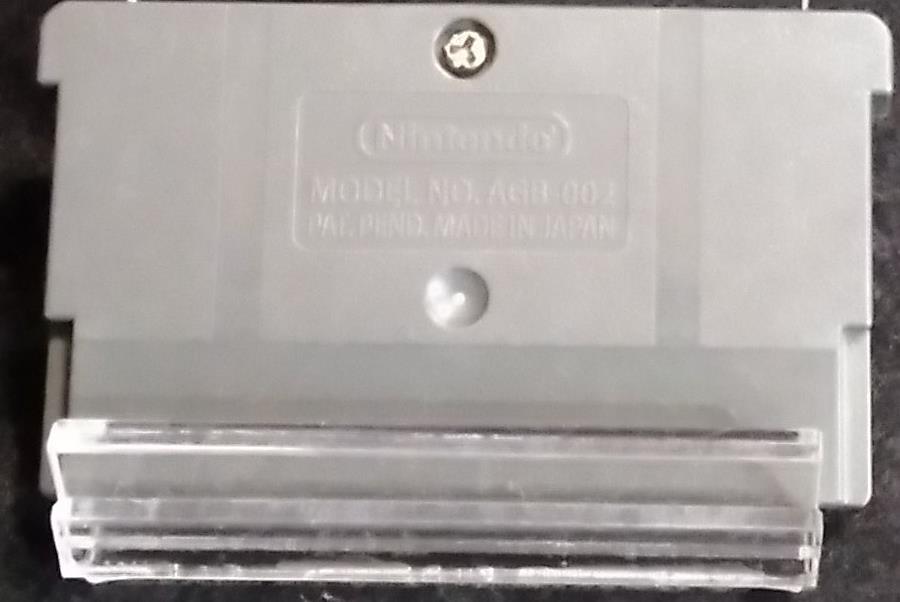 Nintendo
MODEL NO. AGB-002
PAT. PEND. MADE IN JAPAN